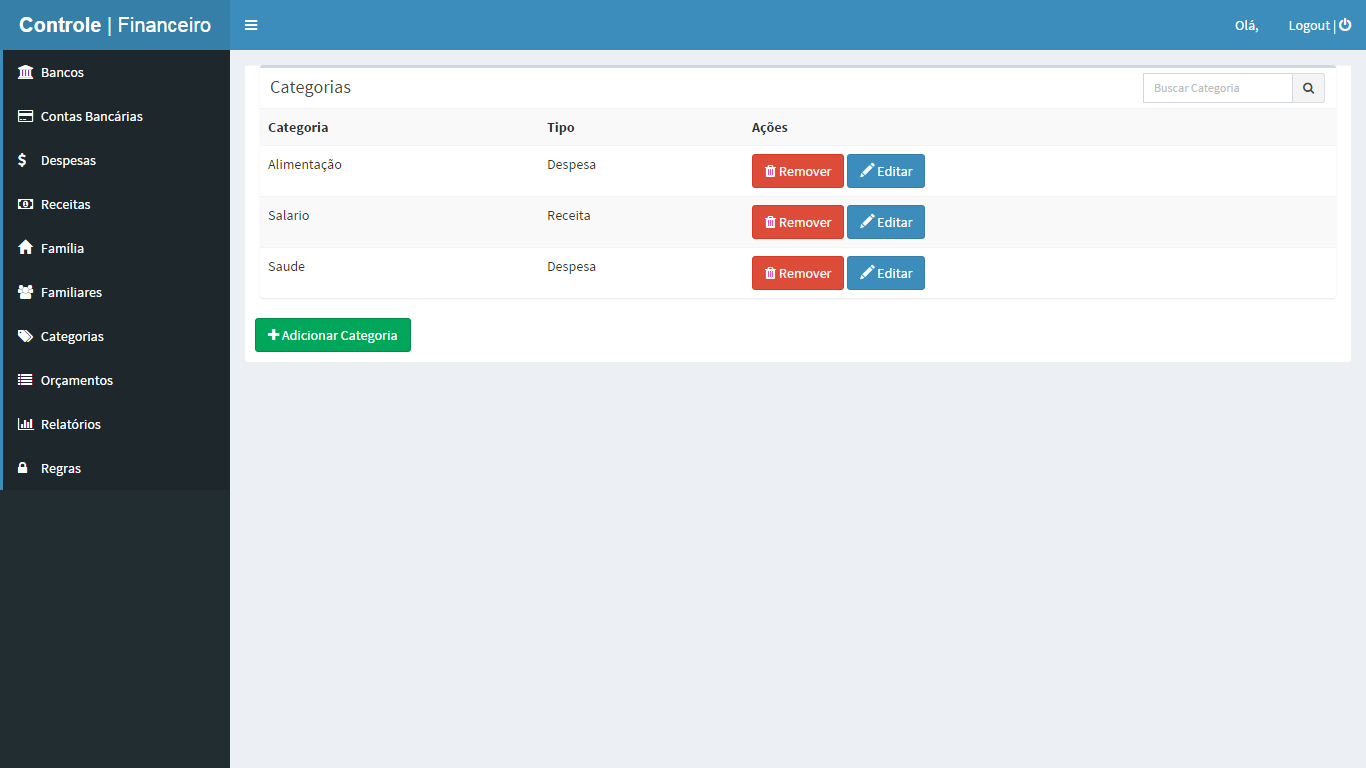 Controle | Financeiro
Olá,
Logout |
Bancos
Contas Bancárias
Despesas
Receitas
Família
Familiares
Categorias
Orçamentos
Relatórios
Regras
Categorias
Buscar Categoria
Categoria Tipo Ações
Alimentação Despesa Remover Editar
Salario Receita Remover Editar
Saude Despesa Remover Editar
Adicionar Categoria